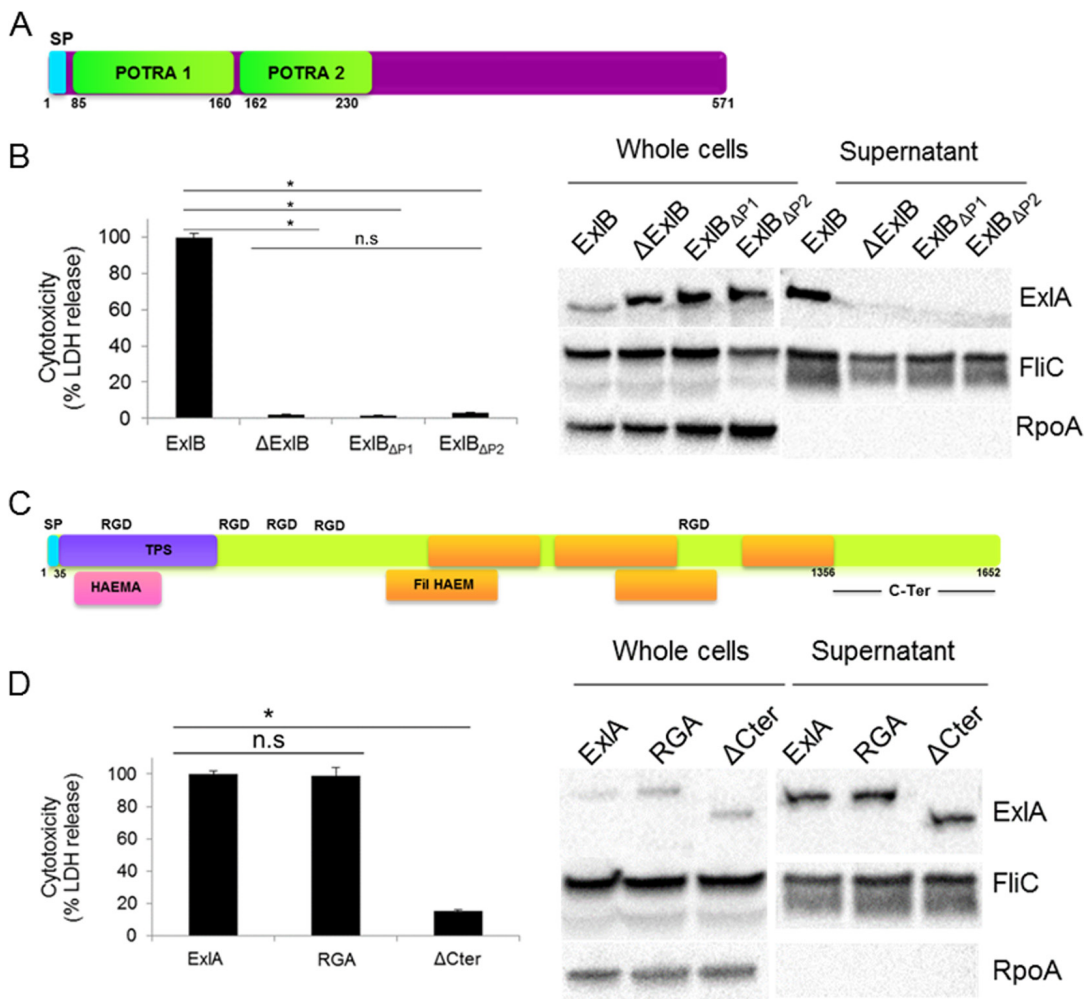 A
SP
POTRA 1 POTRA 2
1 85 160 162 230 571
B
Cytotoxicity
(% LDH release)
100
80
60
40
20
0
*
*
*
n.s
ExlB ΔExlB ExlBΔP1 ExlBΔP2
Whole cells Supernatant
ExlB ΔExlB ExlBΔP1 ExlBΔP2 ExlB ΔExlB ExlBΔP1 ExlBΔP2
ExlA
FliC
RpoA
C
SP RGD RGD RGD RGD RGD
TPS
1 35 1356 1652
HAEMA Fil HAEM C-Ter
D
Cytotoxicity
(% LDH release)
100
80
60
40
20
0
*
n.s
ExlA RGA ΔCter
Whole cells Supernatant
ExlA RGA ΔCter ExlA RGA ΔCter
ExlA
FliC
RpoA